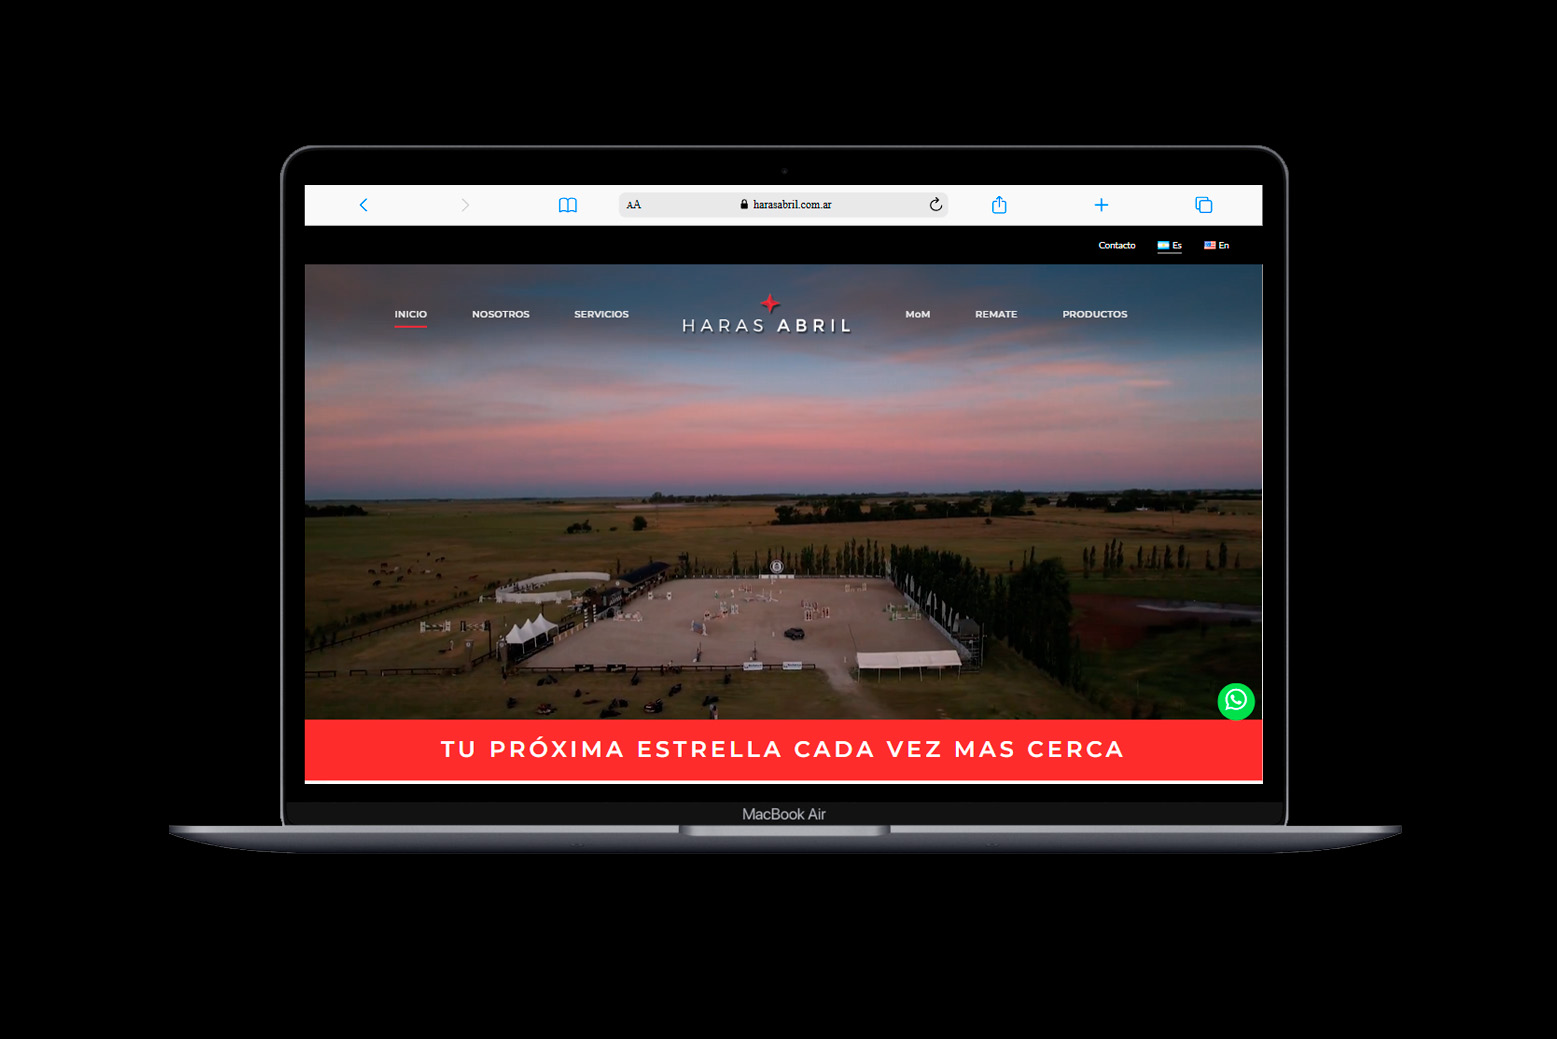 AA harasabril.com.ar
Contacto Es En
INICIO NOSOTROS SERVICIOS HARAS ABRIL MoM REMATE PRODUCTOS
TU PRÓXIMA ESTRELLA CADA VEZ MAS CERCA
MacBook Air